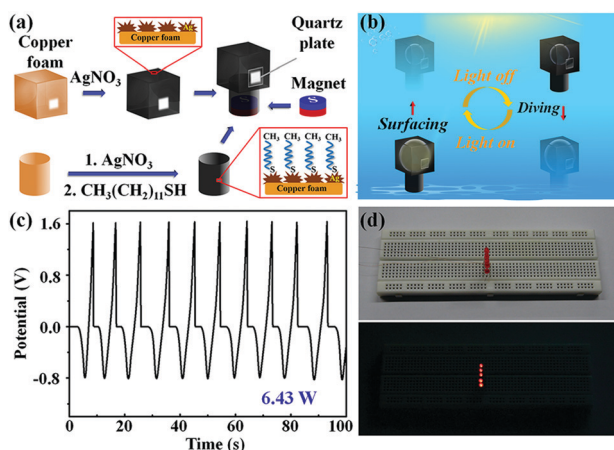 (a)
Copper
foam
AgNO3
Copper foam
Quartz
plate
Magnet
S
1. AgNO3
2. CH3(CH2)11SH
CH3 CH3 CH3 CH3
S S S S
Ag
Copper foam
(b)
Light off
Surfacing
Diving
Light on
(c)
Potential (V)
1.6
0.8
0.0
-0.8
6.43 W
0 20 40 60 80 100
Time (s)
(d)